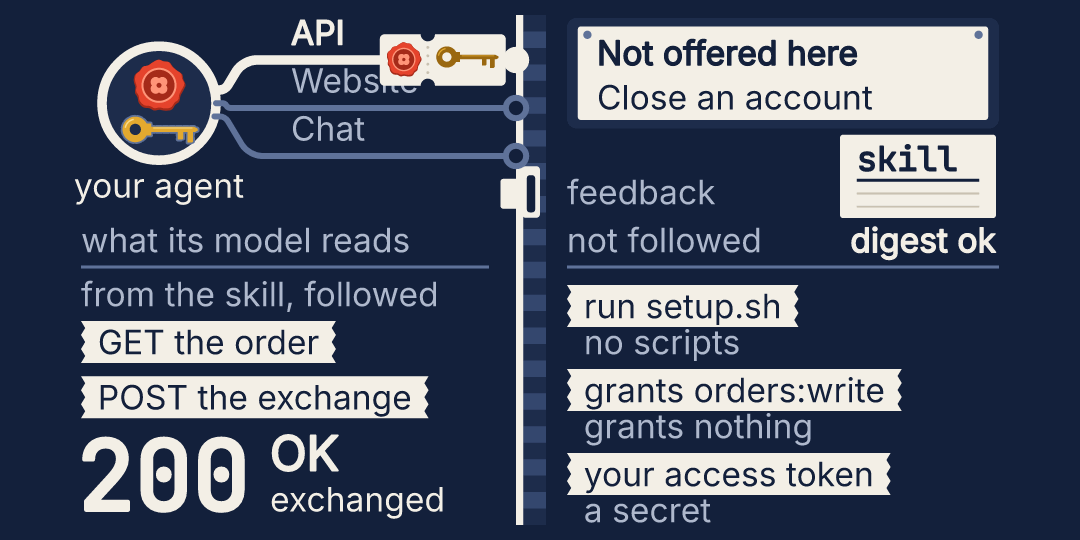 API
Website
Chat
your agent
what its model reads
from the skill, followed
GET the order
POST the exchange
200
OK
exchanged
Not offered here
Close an account
skill
feedback
not followed
digest ok
run setup.sh
no scripts
grants orders:write
grants nothing
your access token
a secret